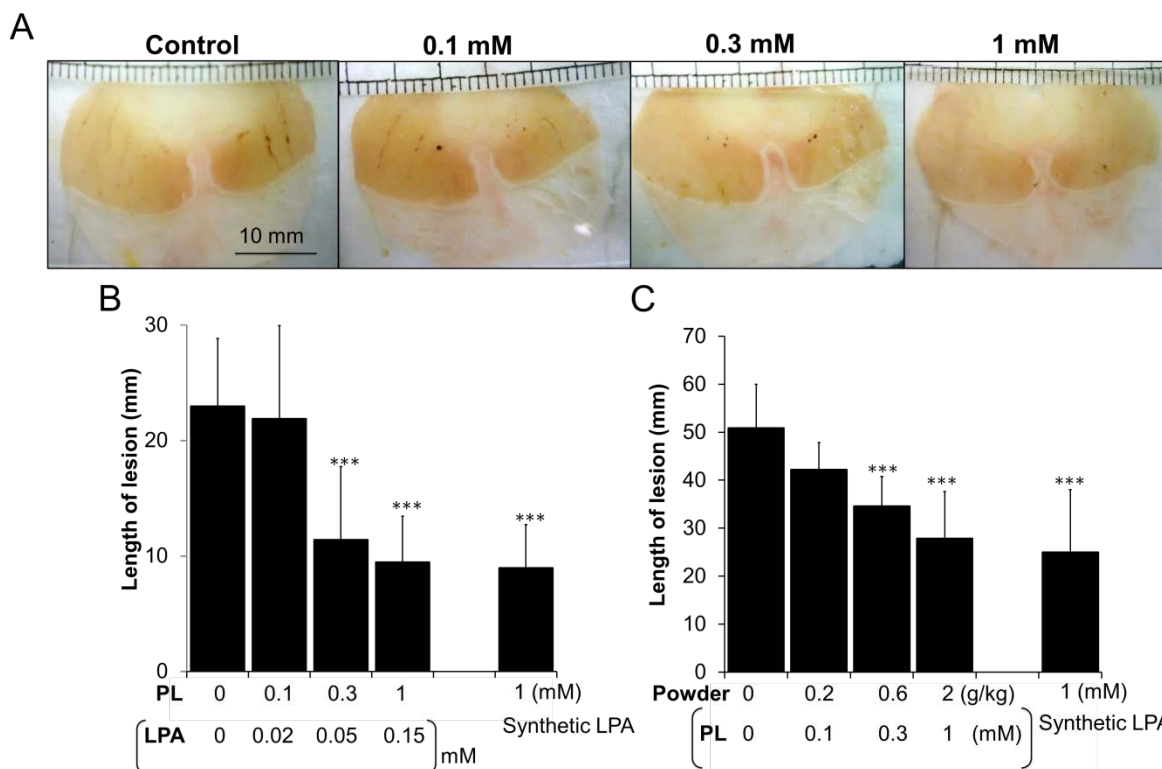 A
Control 0.1 mM 0.3 mM 1 mM
10 mm
B
Length of lesion (mm)
30
20
10
0
*** *** ***
PL 0 0.1 0.3 1 1 (mM)
Synthetic LPA
LPA 0 0.02 0.05 0.15 mM
C
Length of lesion (mm)
70
60
50
40
30
20
10
0
*** *** ***
Powder 0 0.2 0.6 2 (g/kg) 1 (mM)
Synthetic LPA
PL 0 0.1 0.3 1 (mM)